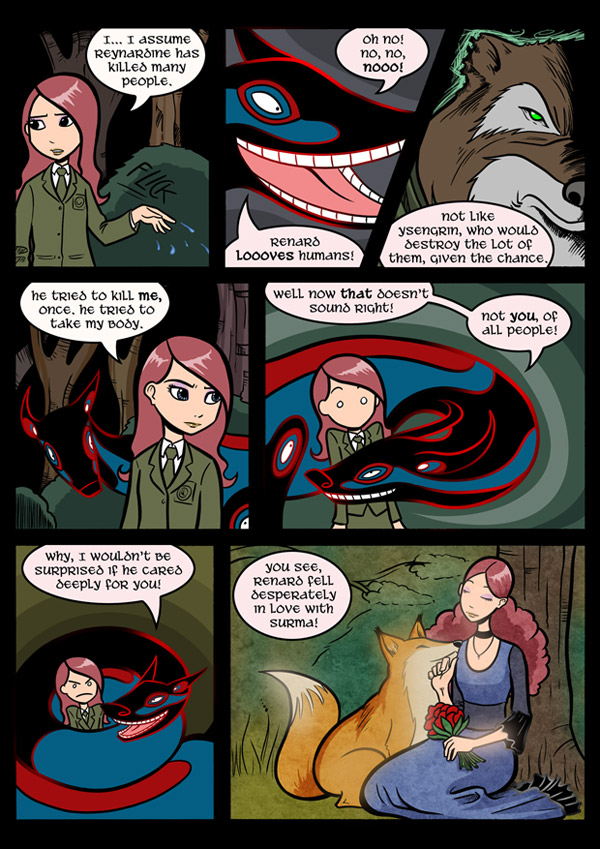 I... I assume
Reynardine has
killed many
people.
FLICK
oh no!
no, no,
nooo!
Renard
loooves humans!
not like
Ysengrin, who would
destroy the lot of
them, given the chance.
he tried to kill me,
once. he tried to
take my body.
well now that doesn't
sound right!
not you, of
all people!
why, I wouldn't be
surprised if he cared
deeply for you!
you see,
Renard fell
desperately
in love with
Surma!